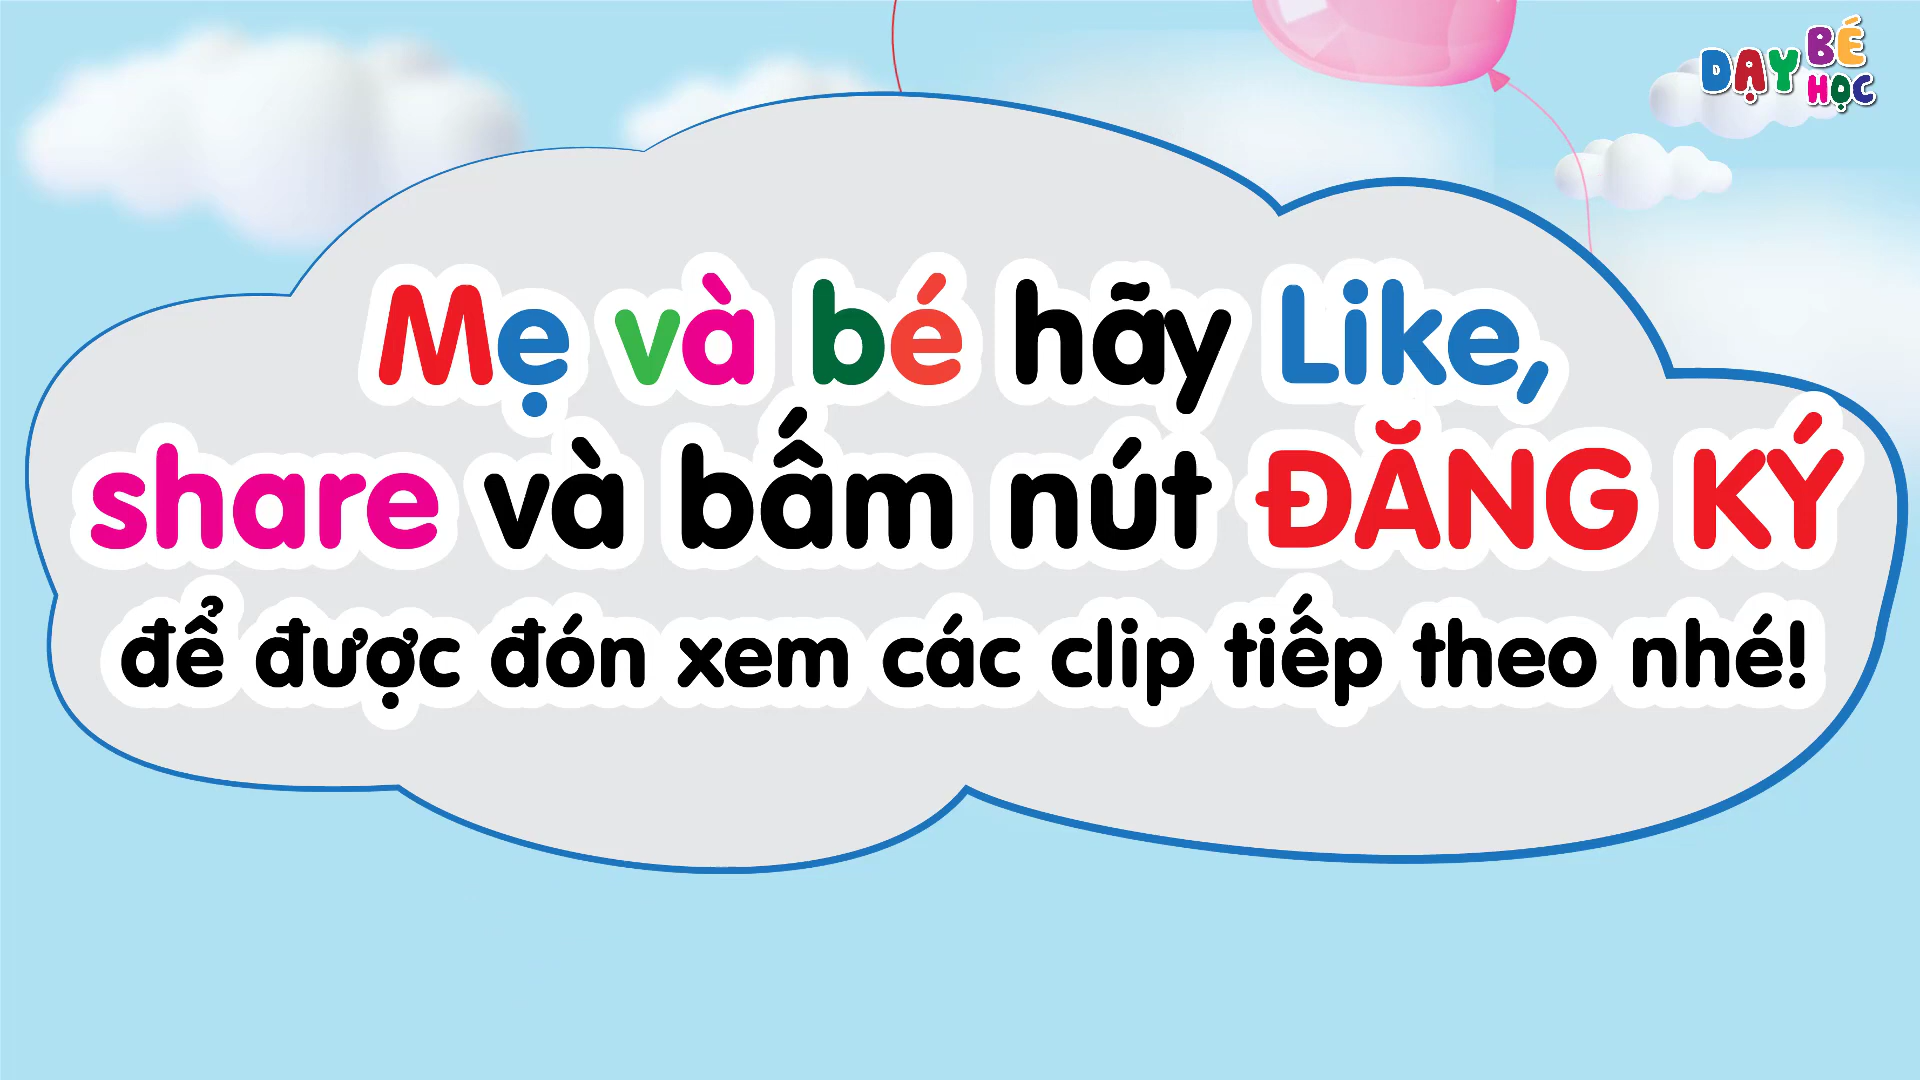 DẠY BÉ HỌC
Mẹ và bé hãy Like,
share và bấm nút ĐĂNG KÝ
để được đón xem các clip tiếp theo nhé!